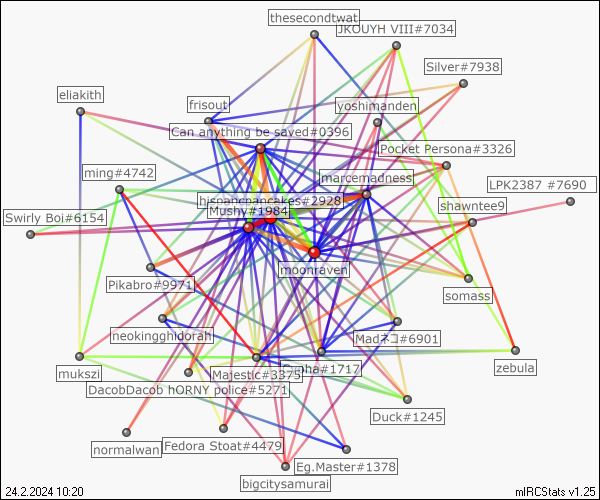 thesecondtwat
JKOUYH VIII#7034
Silver#7938
eliakith
frisout
yoshimanden
Can anything be saved#0396
Pocket Persona#3326
ming#4742
marcemadness
LPK2387 #7690
hispanicpancakes#2928
shawntee9
Mushy#1984
Swirly Boi#6154
moonraven
Pikabro#9971
somass
neokingghidorah
Madネコ#6901
mukszi
Majestic#3375
#1717
zebula
DacobDacob hORNY police#5271
Duck#1245
normalwan
Fedora Stoat#4479
Eg.Master#1378
bigcitysamurai
24.2.2024 10:20
mIRCStats v1.25